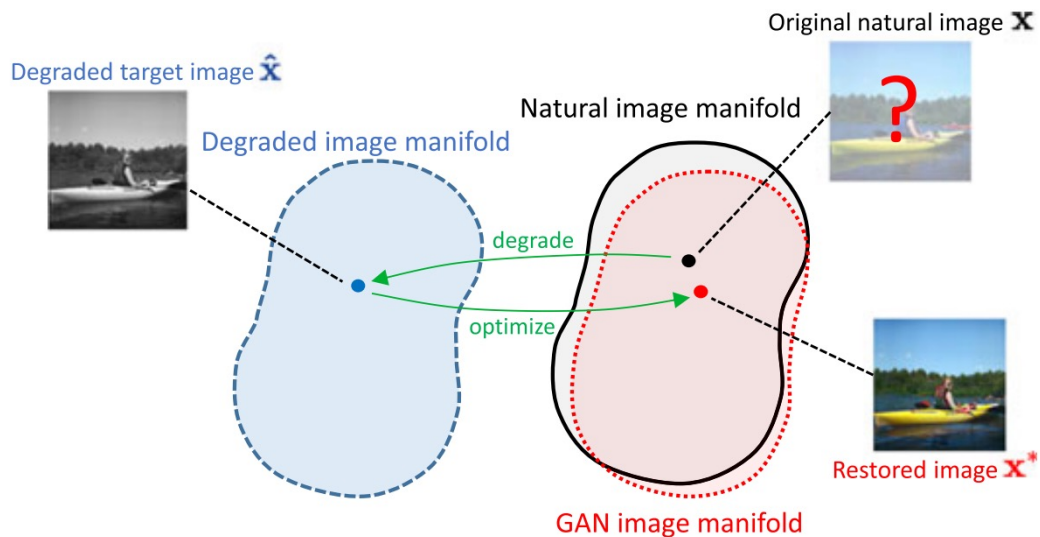 Original natural image x
Degraded target image x̂
Natural image manifold
?
Degraded image manifold
degrade
optimize
Restored image x*
GAN image manifold